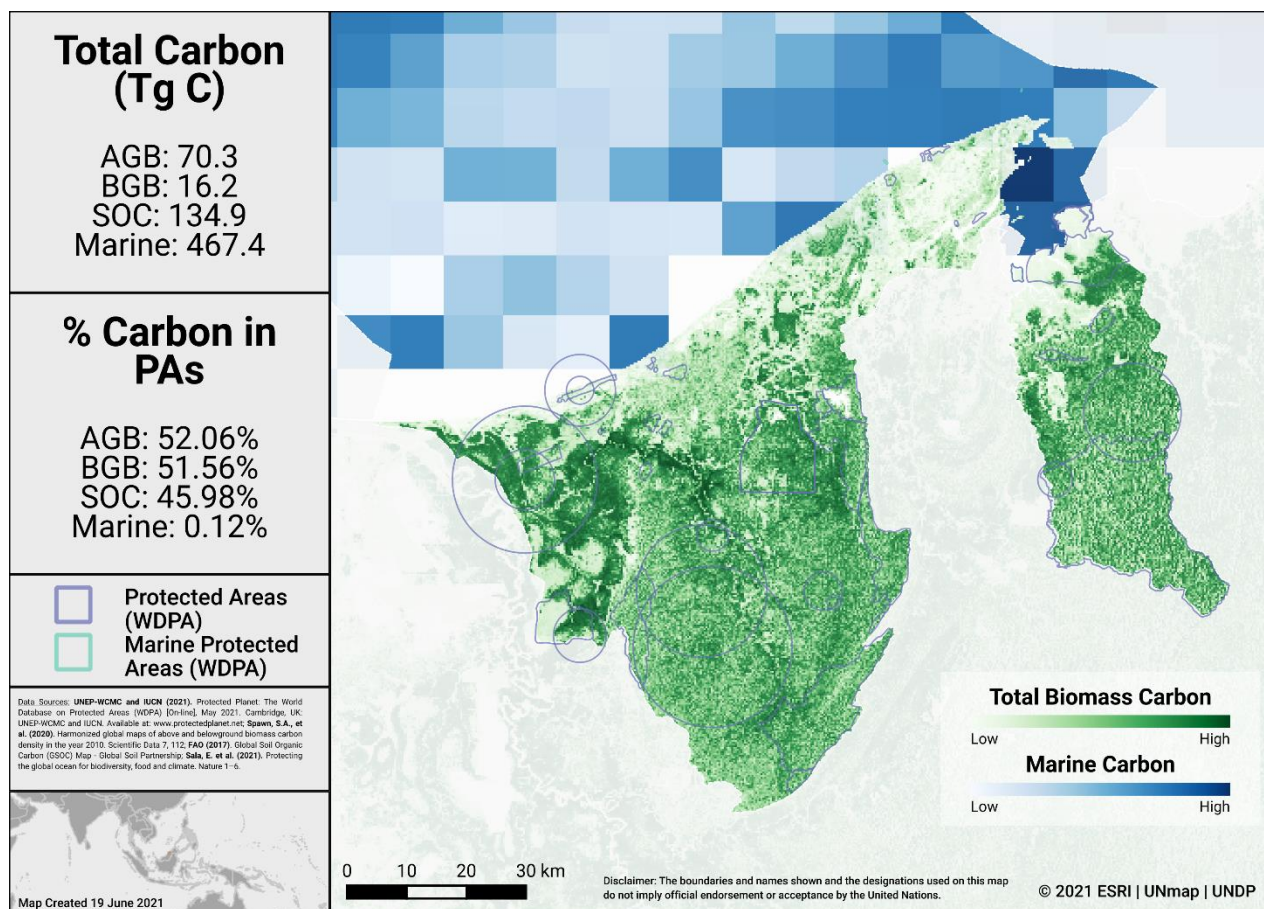 Total Carbon
(Tg C)
AGB: 70.3
BGB: 16.2
SOC: 134.9
Marine: 467.4
% Carbon in
PAs
AGB: 52.06%
BGB: 51.56%
SOC: 45.98%
Marine: 0.12%
Protected Areas
(WDPA)
Marine Protected
Areas (WDPA)
Data Sources: UNEP-WCMC and IUCN (2021). Protected Planet: The World
Database on Protected Areas (WDPA) [On-line], May 2021. Cambridge, UK:
UNEP-WCMC and IUCN. Available at: www.protectedplanet.net; Spawn, S.A., et
al. (2020). Harmonized global maps of above and belowground biomass carbon
density in the year 2010. Scientific Data 7, 112; FAO (2017). Global Soil Organic
Carbon (GSOC) Map - Global Soil Partnership; Sala, E. et al. (2021). Protecting
the global ocean for biodiversity, food and climate. Nature 1–6.
Map Created 19 June 2021
Total Biomass Carbon
Low High
Marine Carbon
Low High
0 10 20 30 km
Disclaimer: The boundaries and names shown and the designations used on this map
do not imply official endorsement or acceptance by the United Nations.
© 2021 ESRI | UNmap | UNDP